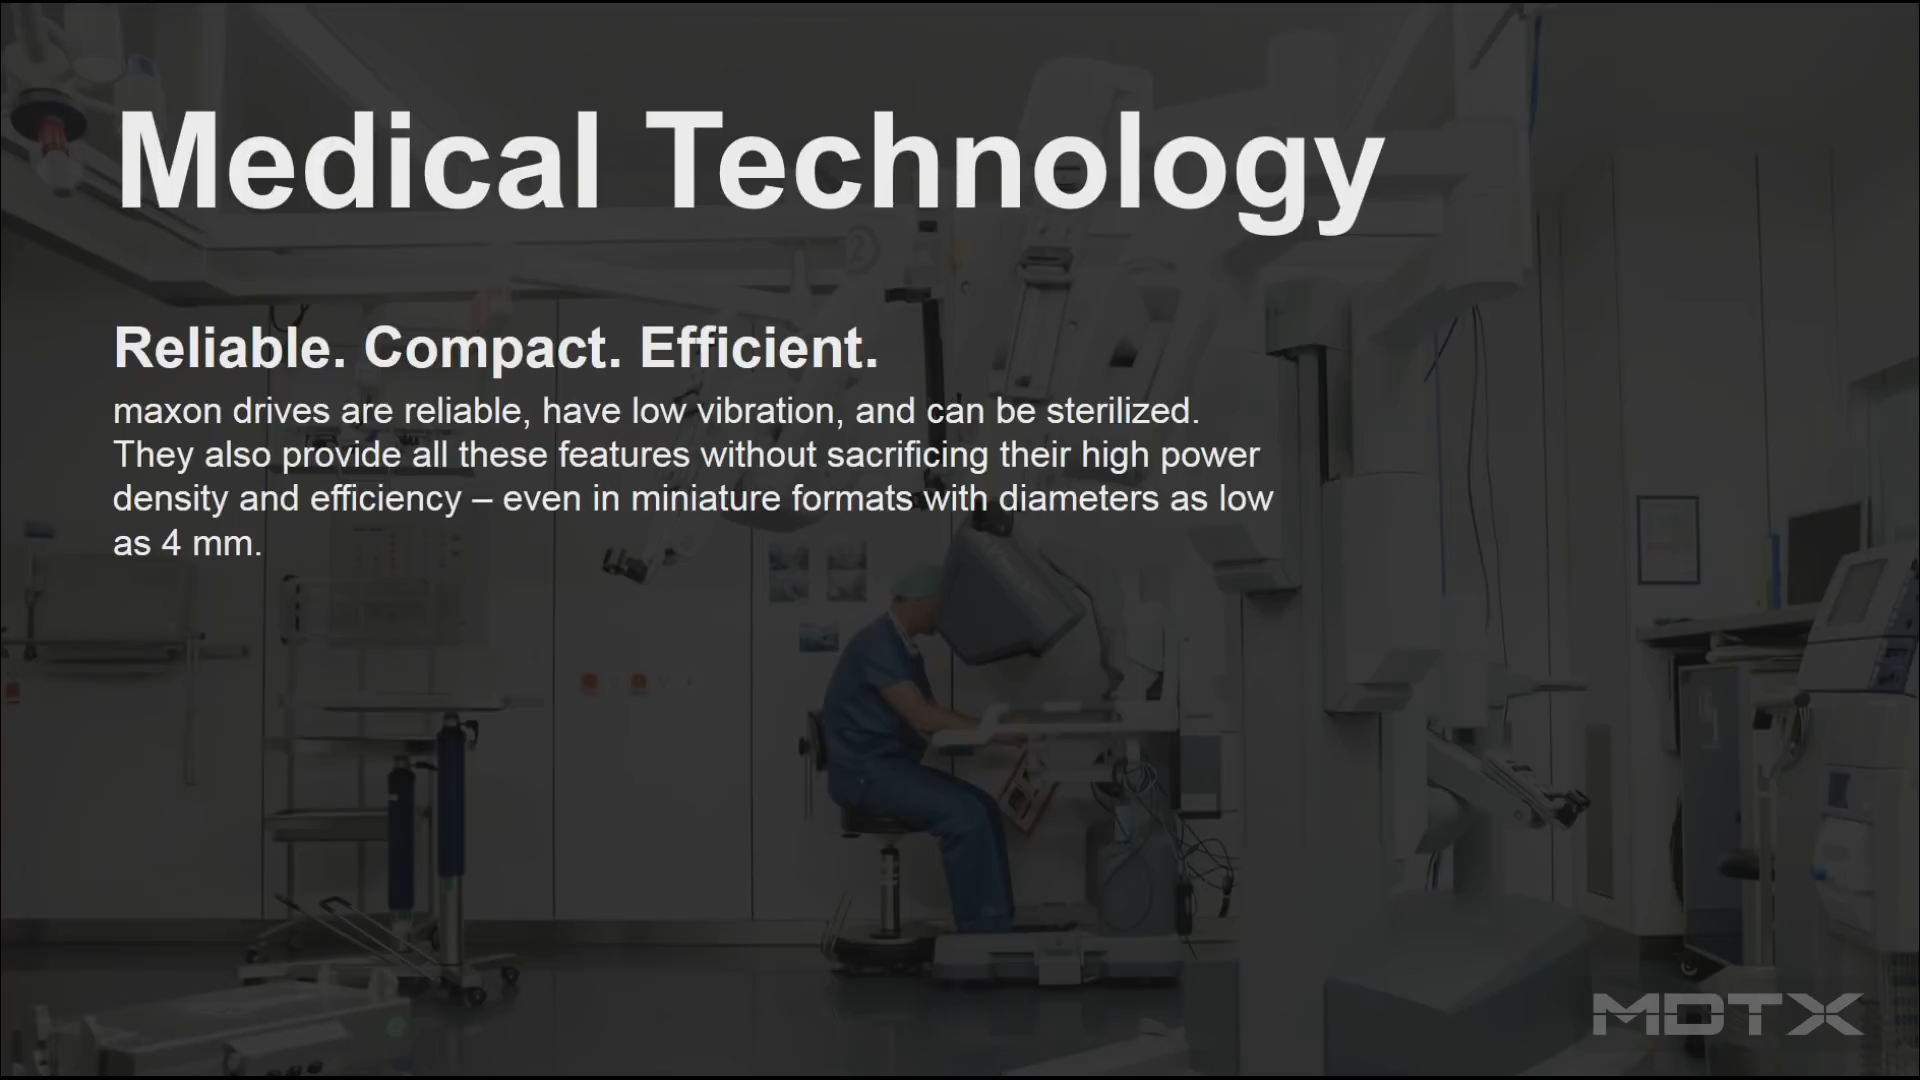 Medical Technology
Reliable. Compact. Efficient.
maxon drives are reliable, have low vibration, and can be sterilized.
They also provide all these features without sacrificing their high power
density and efficiency – even in miniature formats with diameters as low
as 4 mm.
2
MDTX